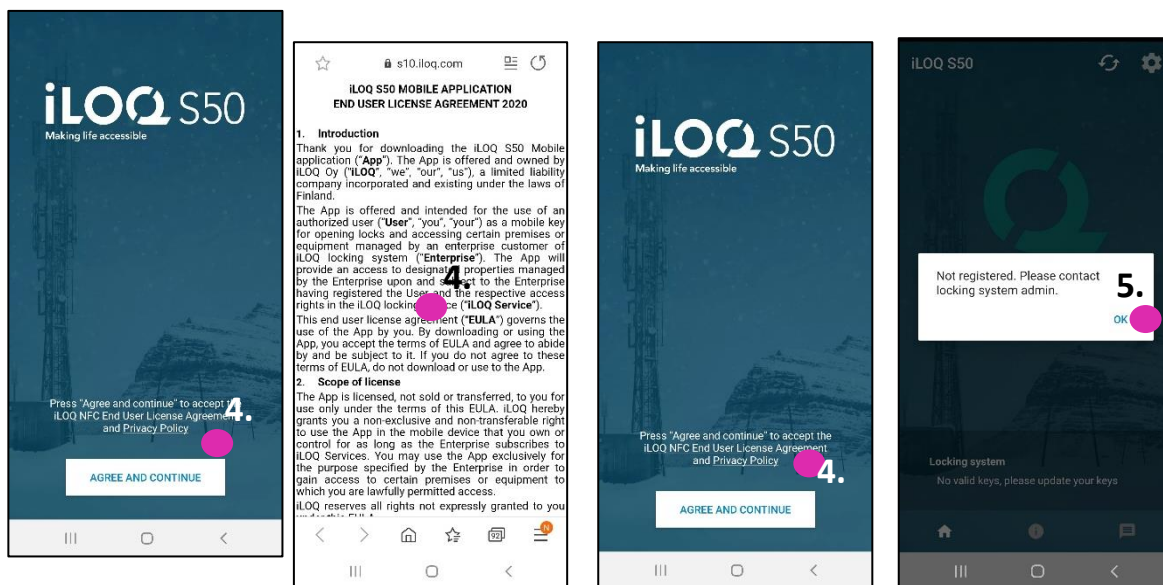 iLOQ S50
Making life accessible
Press "Agree and continue" to accept the
iLOQ NFC End User License Agreement
and Privacy Policy
4.
AGREE AND CONTINUE
s10.iloq.com
iLOQ S50 MOBILE APPLICATION
END USER LICENSE AGREEMENT 2020
1. Introduction
Thank you for downloading the iLOQ S50 Mobile
application ("App"). The App is offered and owned by
iLOQ Oy ("iLOQ", "we", "our", "us"), a limited liability
company incorporated and existing under the laws of
Finland.
The App is offered and intended for the use of an
authorized user ("User", "you", "your") as a mobile key
for opening locks and accessing certain premises or
equipment managed by an enterprise customer of
iLOQ locking system ("Enterprise"). The App will
provide an access to designated properties managed
by the Enterprise upon and subject to the Enterprise
4.
having registered the User and the respective access
rights in the iLOQ locking ("iLOQ Service").
This end user license agreement ("EULA") governs the
use of the App by you. By downloading or using the
App, you accept the terms of EULA and agree to abide
by and be subject to it. If you do not agree to these
terms of EULA, do not download or use to the App.
2. Scope of license
The App is licensed, not sold or transferred, to you for
use only under the terms of this EULA. iLOQ hereby
grants you a non-exclusive and non-transferable right
to use the App in the mobile device that you own or
control for as long as the Enterprise subscribes to
iLOQ Services. You may use the App exclusively for
the purpose specified by the Enterprise in order to
gain access to certain premises or equipment to
which you are lawfully permitted access.
iLOQ reserves all rights not expressly granted to you
92
N
iLOQ S50
Making life accessible
Press "Agree and continue" to accept the
iLOQ NFC End User License Agreement
and Privacy Policy
4.
AGREE AND CONTINUE
iLOQ S50
Not registered. Please contact
locking system admin.
5.
OK
Locking system
No valid keys, please update your keys